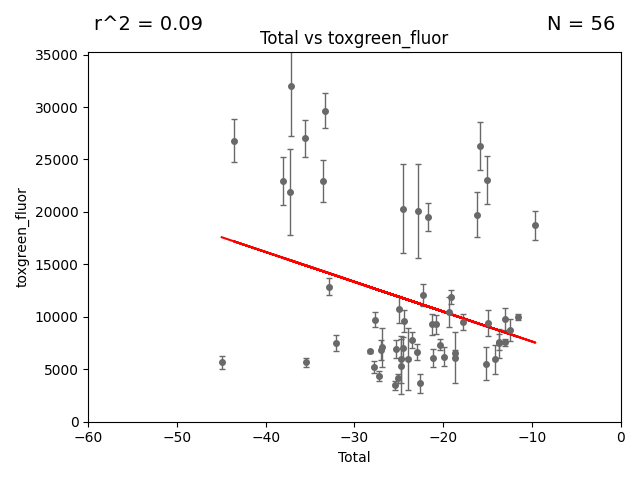 r^2 = 0.09 N = 56
Total vs toxgreen_fluor
35000
30000
25000
20000
15000
10000
5000
0
toxgreen_fluor
−60 −50 −40 −30 −20 −10 0
Total